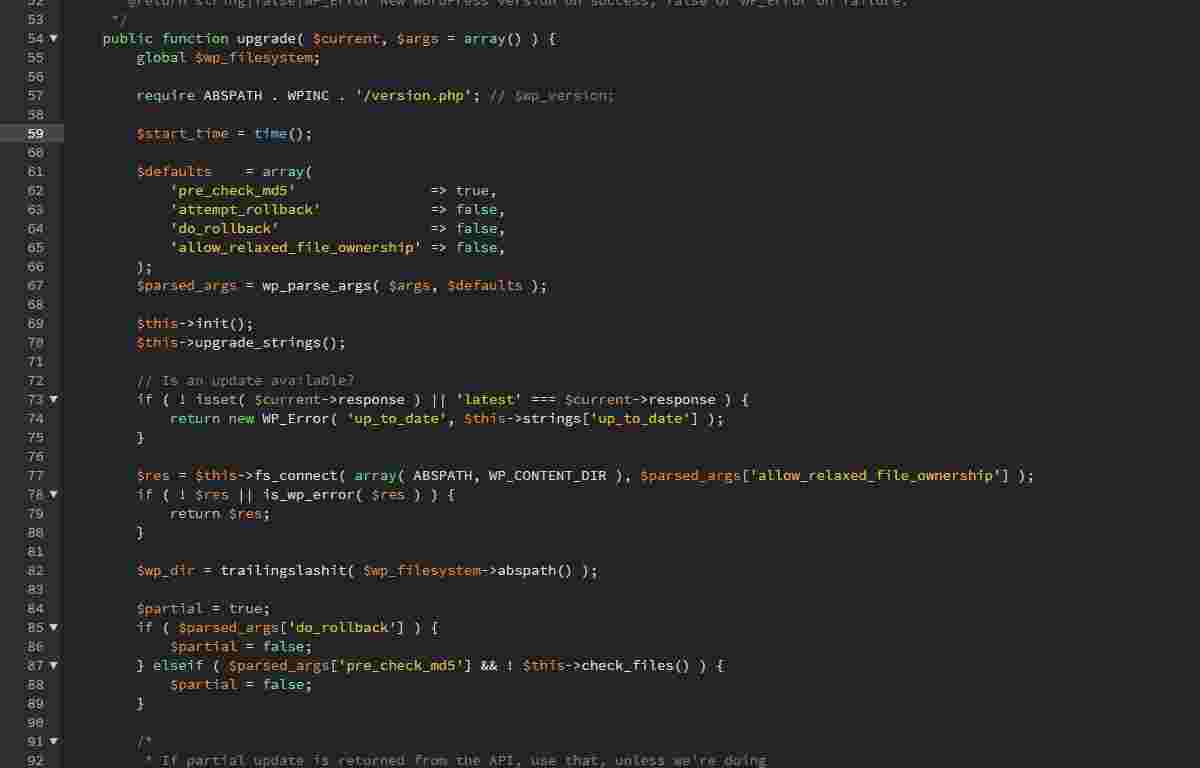 52 * @return string|false|WP_Error New WordPress version on success, false or WP_Error on failure.
53 */
54 public function upgrade( $current, $args = array() ) {
55 global $wp_filesystem;
56
57 require ABSPATH . WPINC . '/version.php'; // $wp_version;
58
59 $start_time = time();
60
61 $defaults    = array(
62 'pre_check_md5'                => true,
63 'attempt_rollback'             => false,
64 'do_rollback'                  => false,
65 'allow_relaxed_file_ownership' => false,
66 );
67 $parsed_args = wp_parse_args( $args, $defaults );
68
69 $this->init();
70 $this->upgrade_strings();
71
72 // Is an update available?
73 if ( ! isset( $current->response ) || 'latest' === $current->response ) {
74 return new WP_Error( 'up_to_date', $this->strings['up_to_date'] );
75 }
76
77 $res = $this->fs_connect( array( ABSPATH, WP_CONTENT_DIR ), $parsed_args['allow_relaxed_file_ownership'] );
78 if ( ! $res || is_wp_error( $res ) ) {
79 return $res;
80 }
81
82 $wp_dir = trailingslashit( $wp_filesystem->abspath() );
83
84 $partial = true;
85 if ( $parsed_args['do_rollback'] ) {
86 $partial = false;
87 } elseif ( $parsed_args['pre_check_md5'] && ! $this->check_files() ) {
88 $partial = false;
89 }
90
91 /*
92 * If partial update is returned from the API, use that, unless we're doing